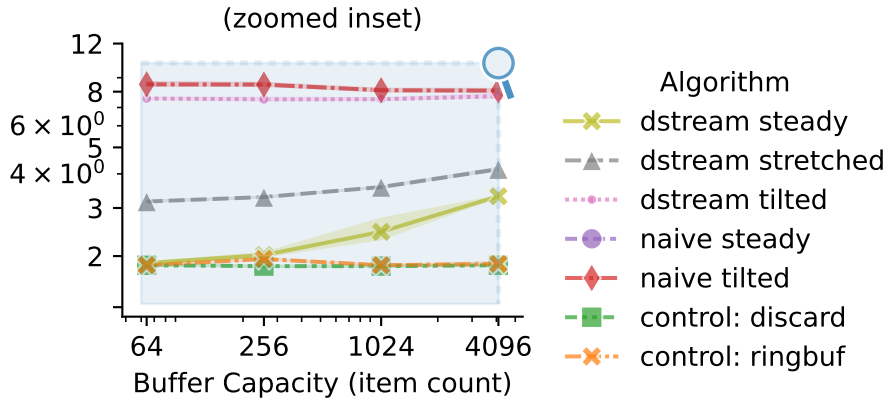 (zoomed inset)
12
8
6 × 10⁰
5
4 × 10⁰
3
2
64 256 1024 4096
Buffer Capacity (item count)
Algorithm
dstream steady
dstream stretched
dstream tilted
naive steady
naive tilted
control: discard
control: ringbuf